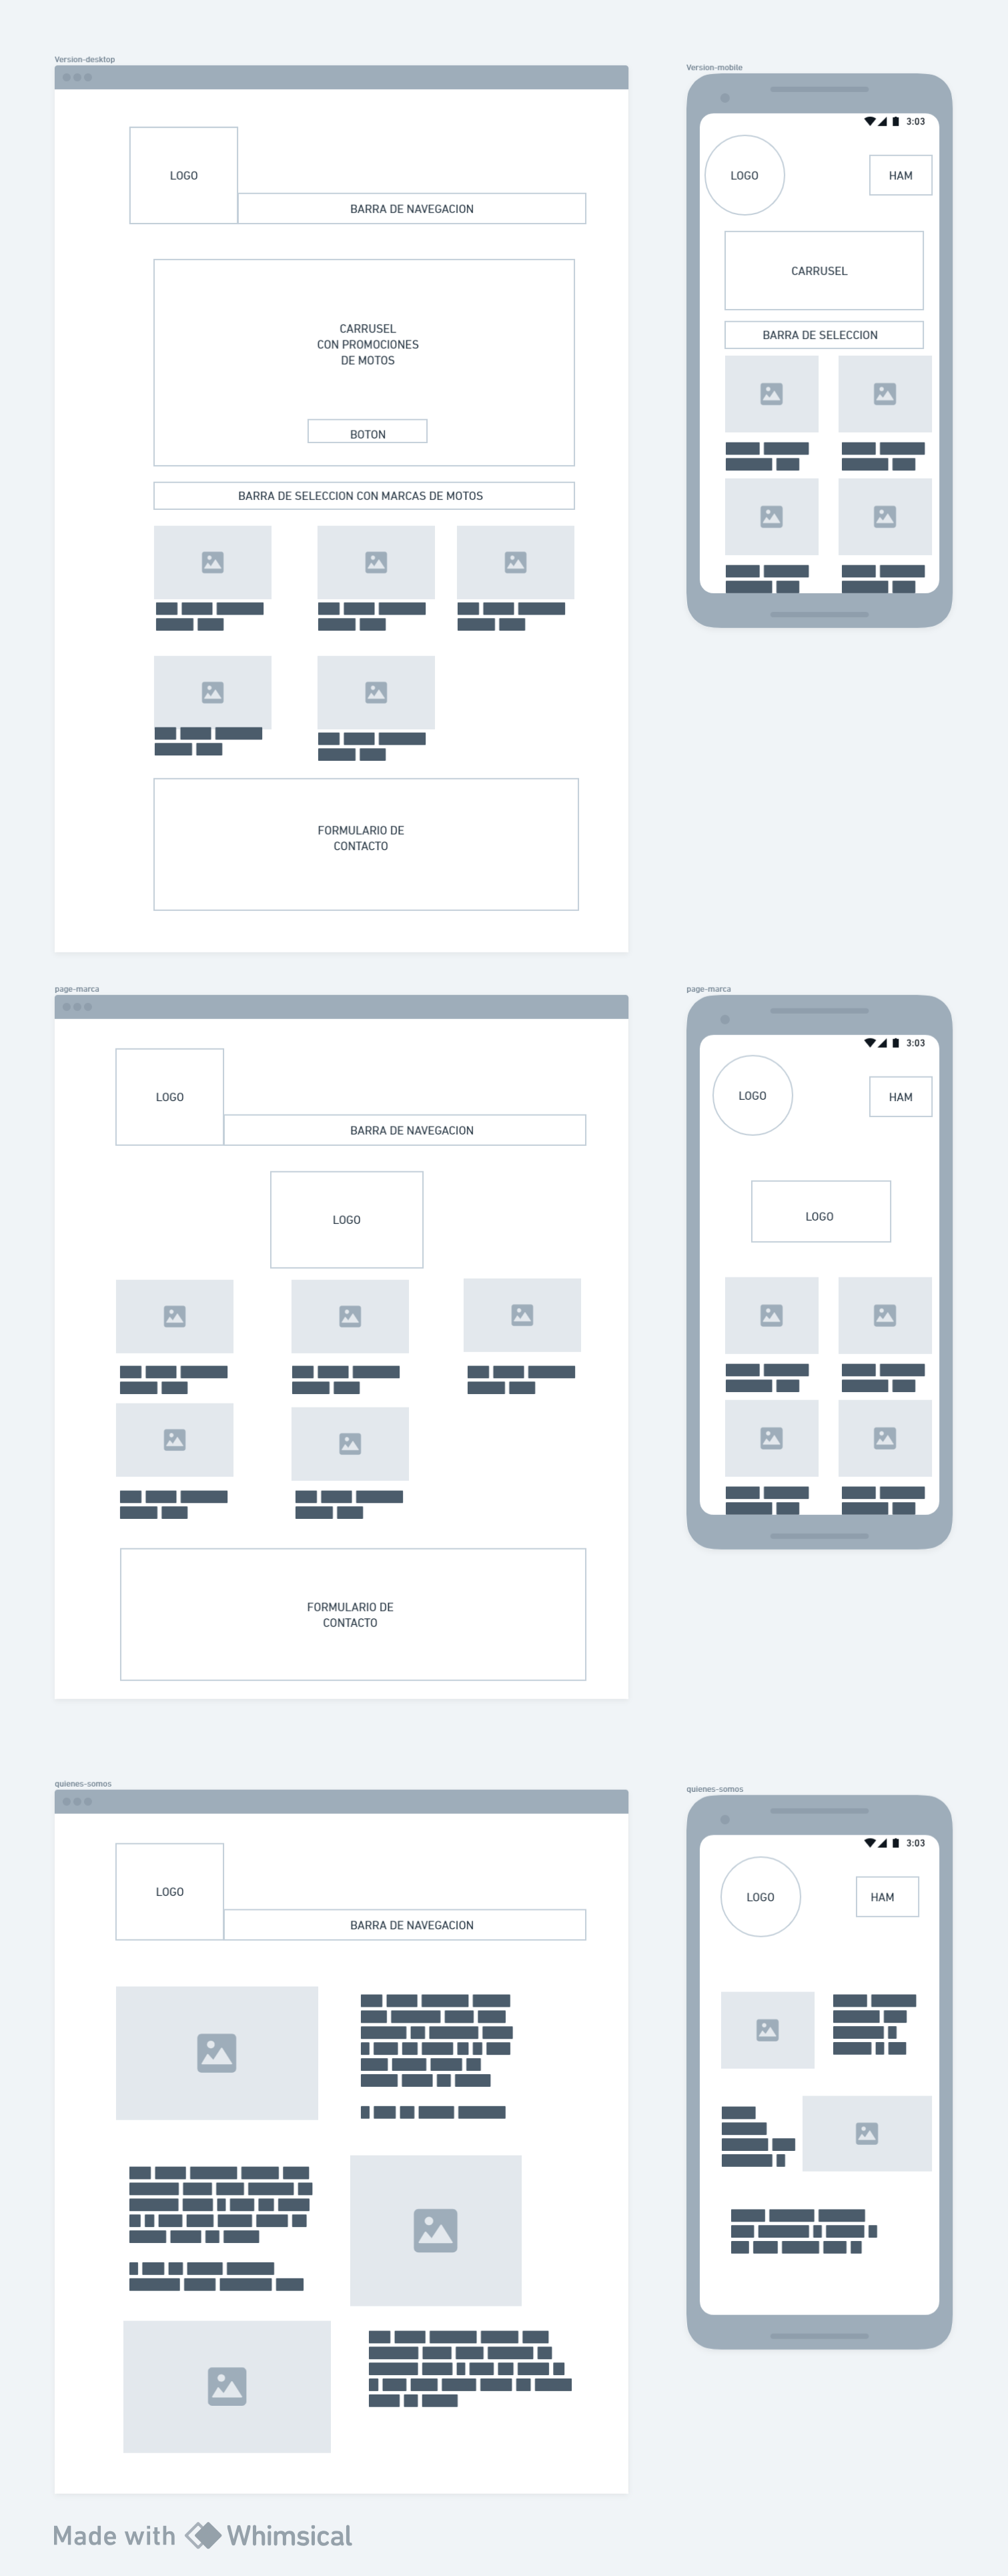 Version-desktop
LOGO
BARRA DE NAVEGACION
CARRUSEL
CON PROMOCIONES
DE MOTOS
BOTON
BARRA DE SELECCION CON MARCAS DE MOTOS
FORMULARIO DE
CONTACTO
Version-mobile
3:03
LOGO
HAM
CARRUSEL
BARRA DE SELECCION
page-marca
LOGO
BARRA DE NAVEGACION
LOGO
FORMULARIO DE
CONTACTO
page-marca
3:03
LOGO
HAM
LOGO
quienes-somos
LOGO
BARRA DE NAVEGACION
quienes-somos
3:03
LOGO
HAM
Made with Whimsical